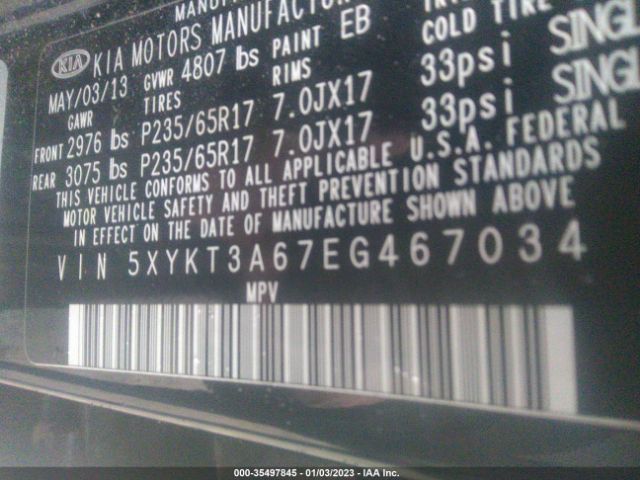 MANUF
KIA KIA MOTORS MANUFACTUR
MAY/03/13 GVWR 4807 lbs PAINT EB COLD TIRE
GAWR TIRES RIMS
FRONT 2976 lbs P235/65R17 7.0JX17 33psi SINGL
REAR 3075 lbs P235/65R17 7.0JX17 33psi SINGL
THIS VEHICLE CONFORMS TO ALL APPLICABLE U.S.A. FEDERAL
MOTOR VEHICLE SAFETY AND THEFT PREVENTION STANDARDS
IN EFFECT ON THE DATE OF MANUFACTURE SHOWN ABOVE
VIN 5XYKT3A67EG467034
MPV
000-35497845 - 01/03/2023 - IAA Inc.